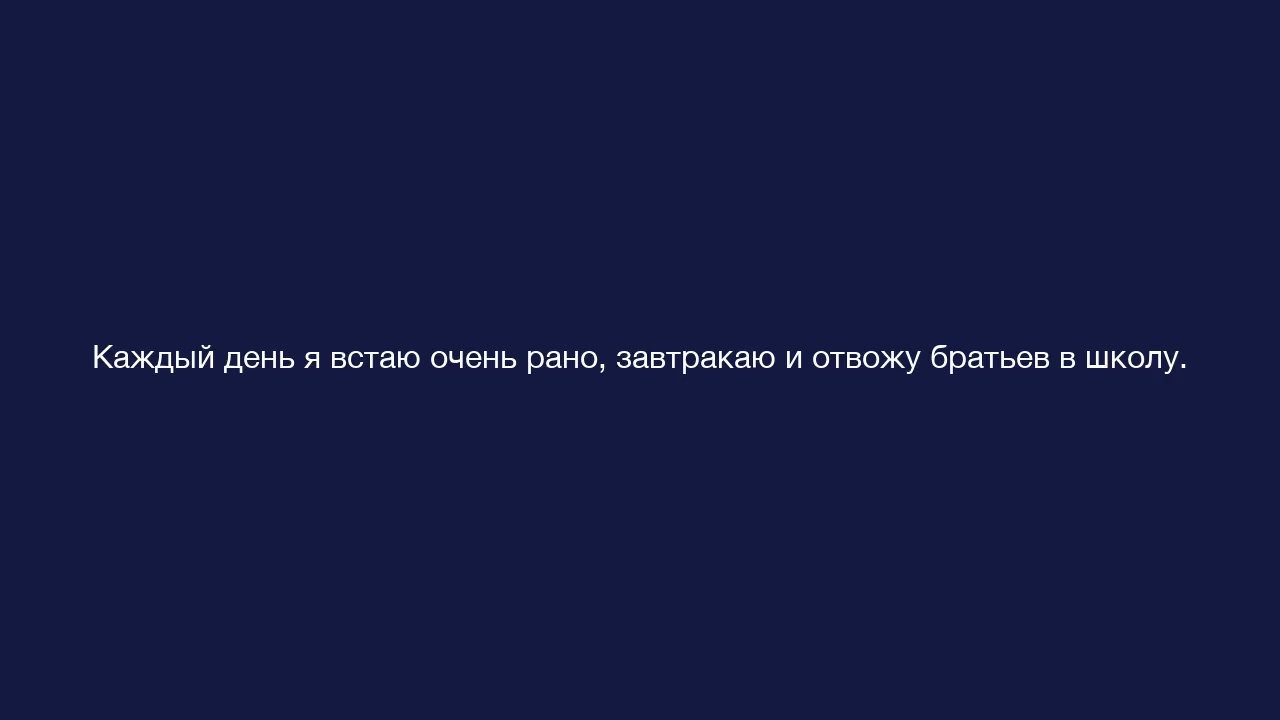 Каждый день я встаю очень рано, завтракаю и отвожу братьев в школу.